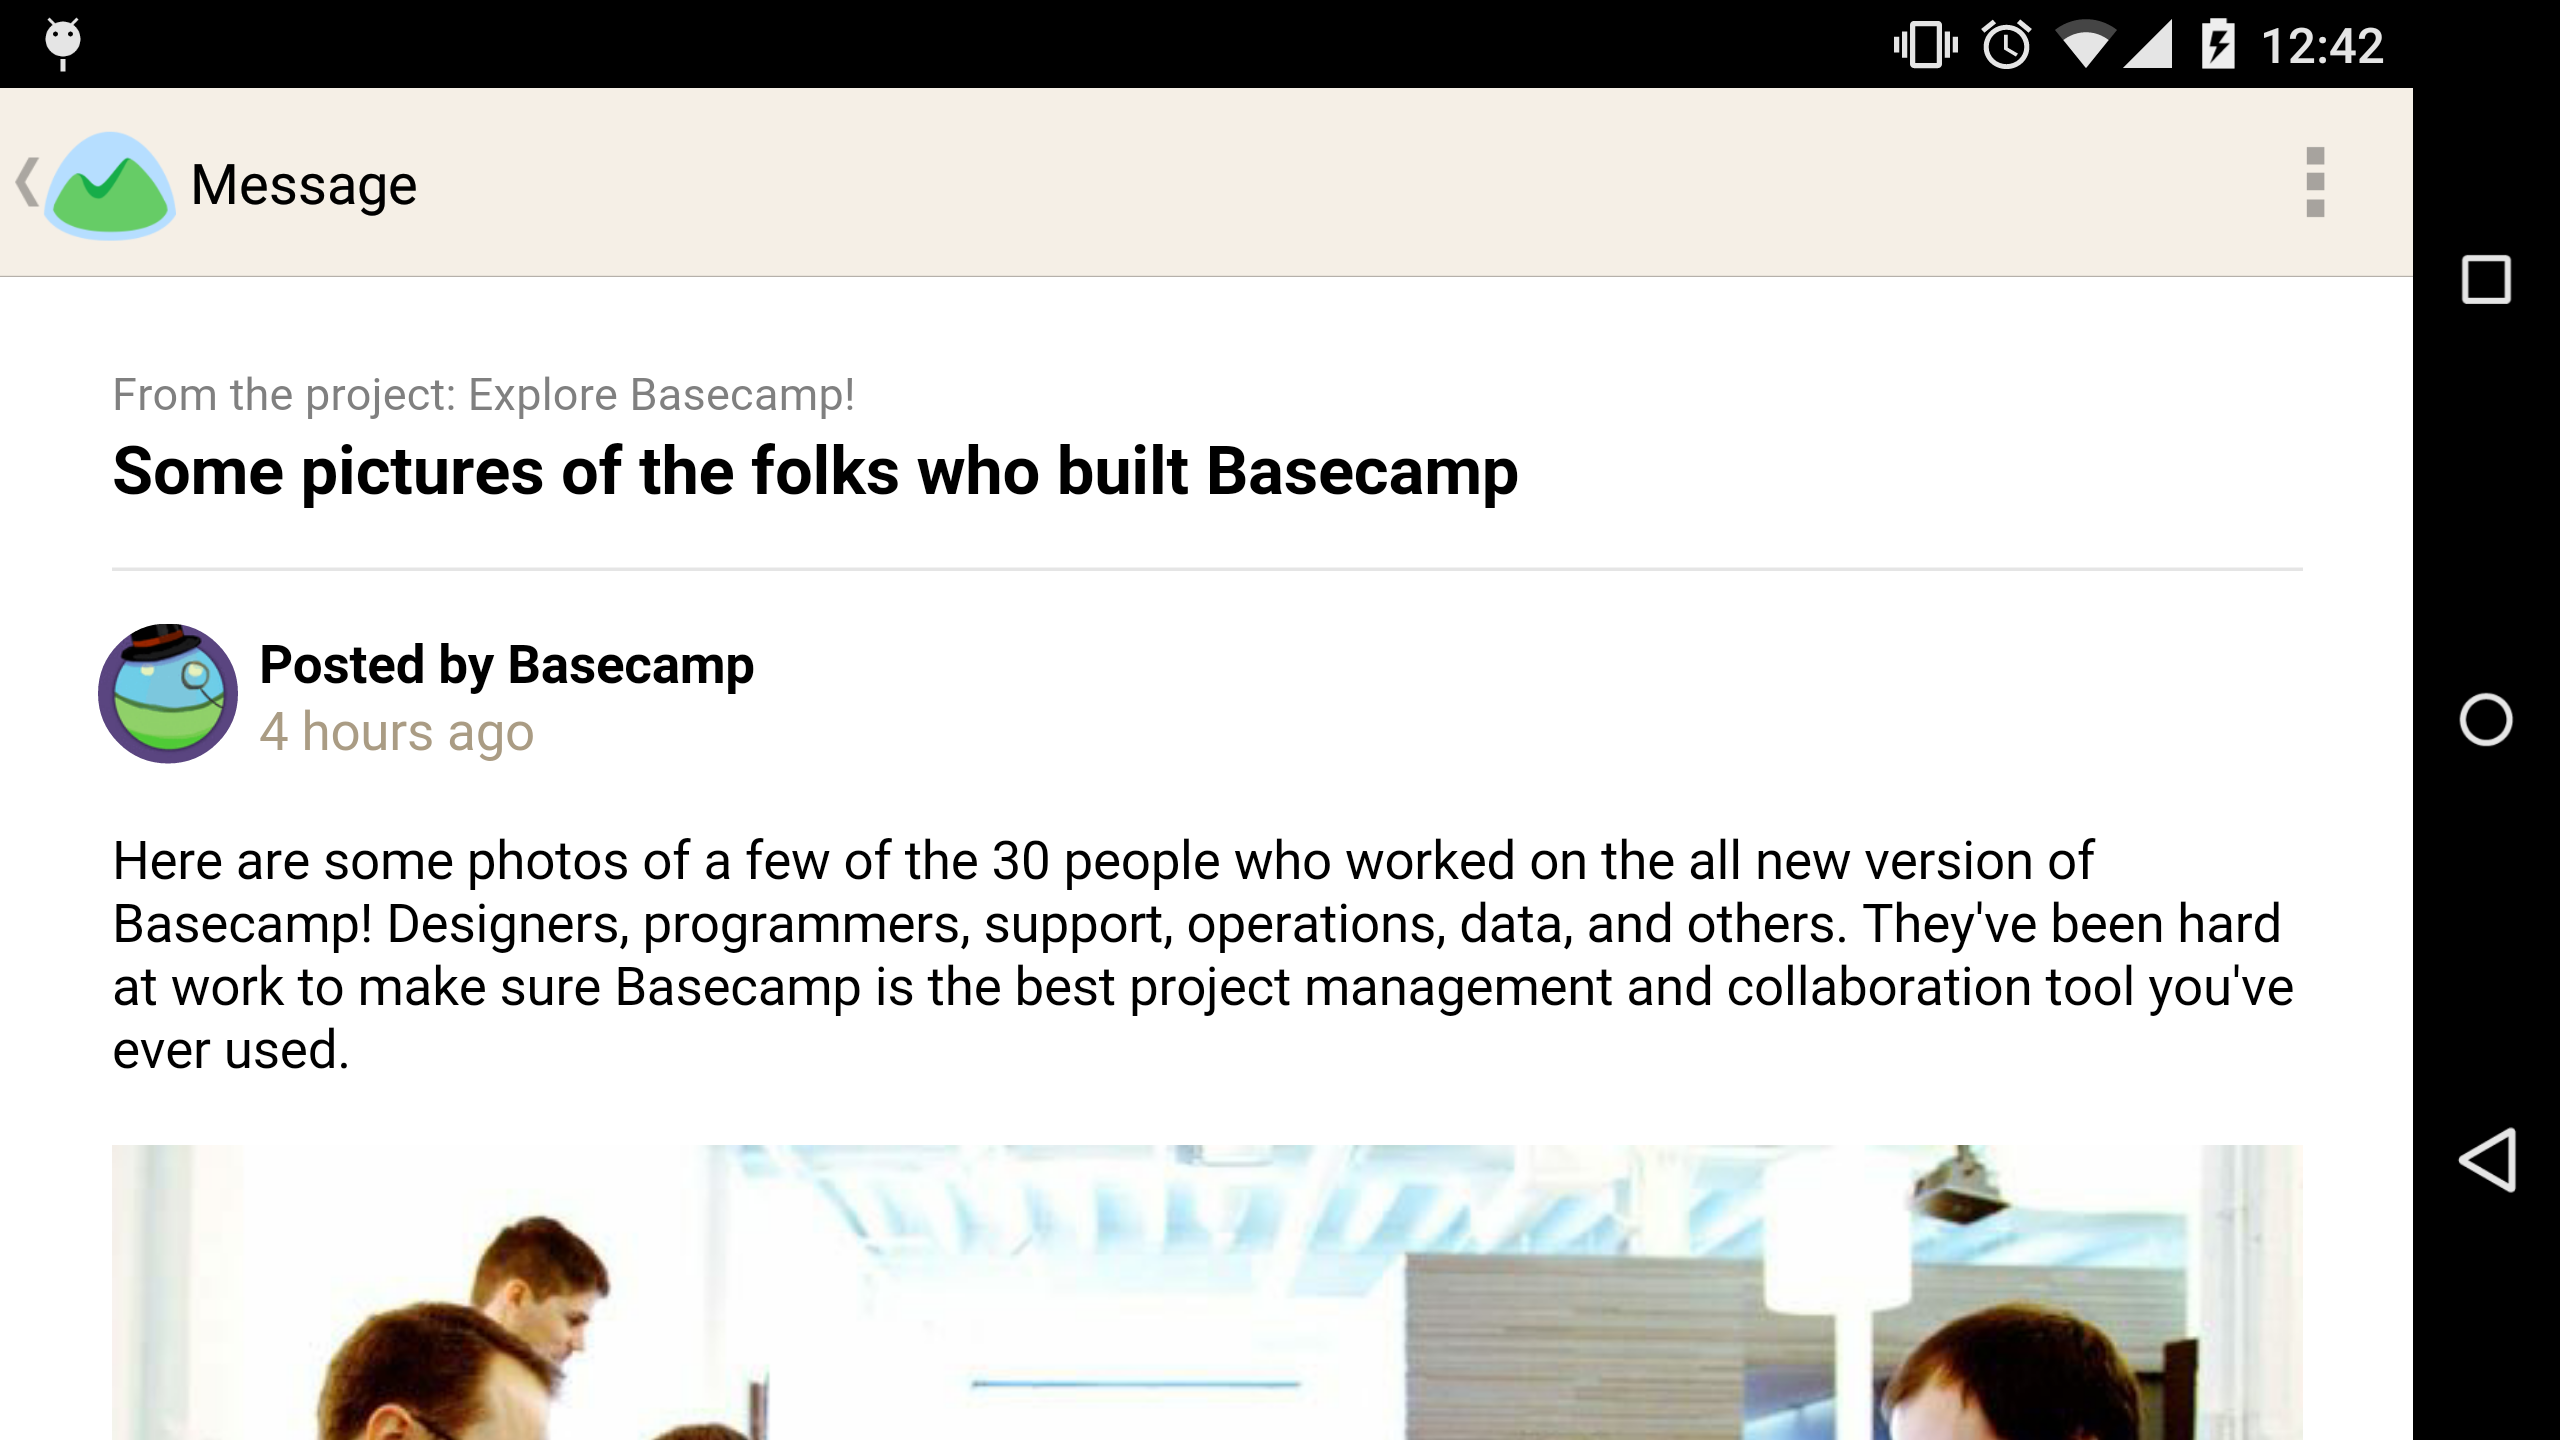 12:42
Message
From the project: Explore Basecamp!
Some pictures of the folks who built Basecamp
Posted by Basecamp
4 hours ago
Here are some photos of a few of the 30 people who worked on the all new version of
Basecamp! Designers, programmers, support, operations, data, and others. They've been hard
at work to make sure Basecamp is the best project management and collaboration tool you've
ever used.